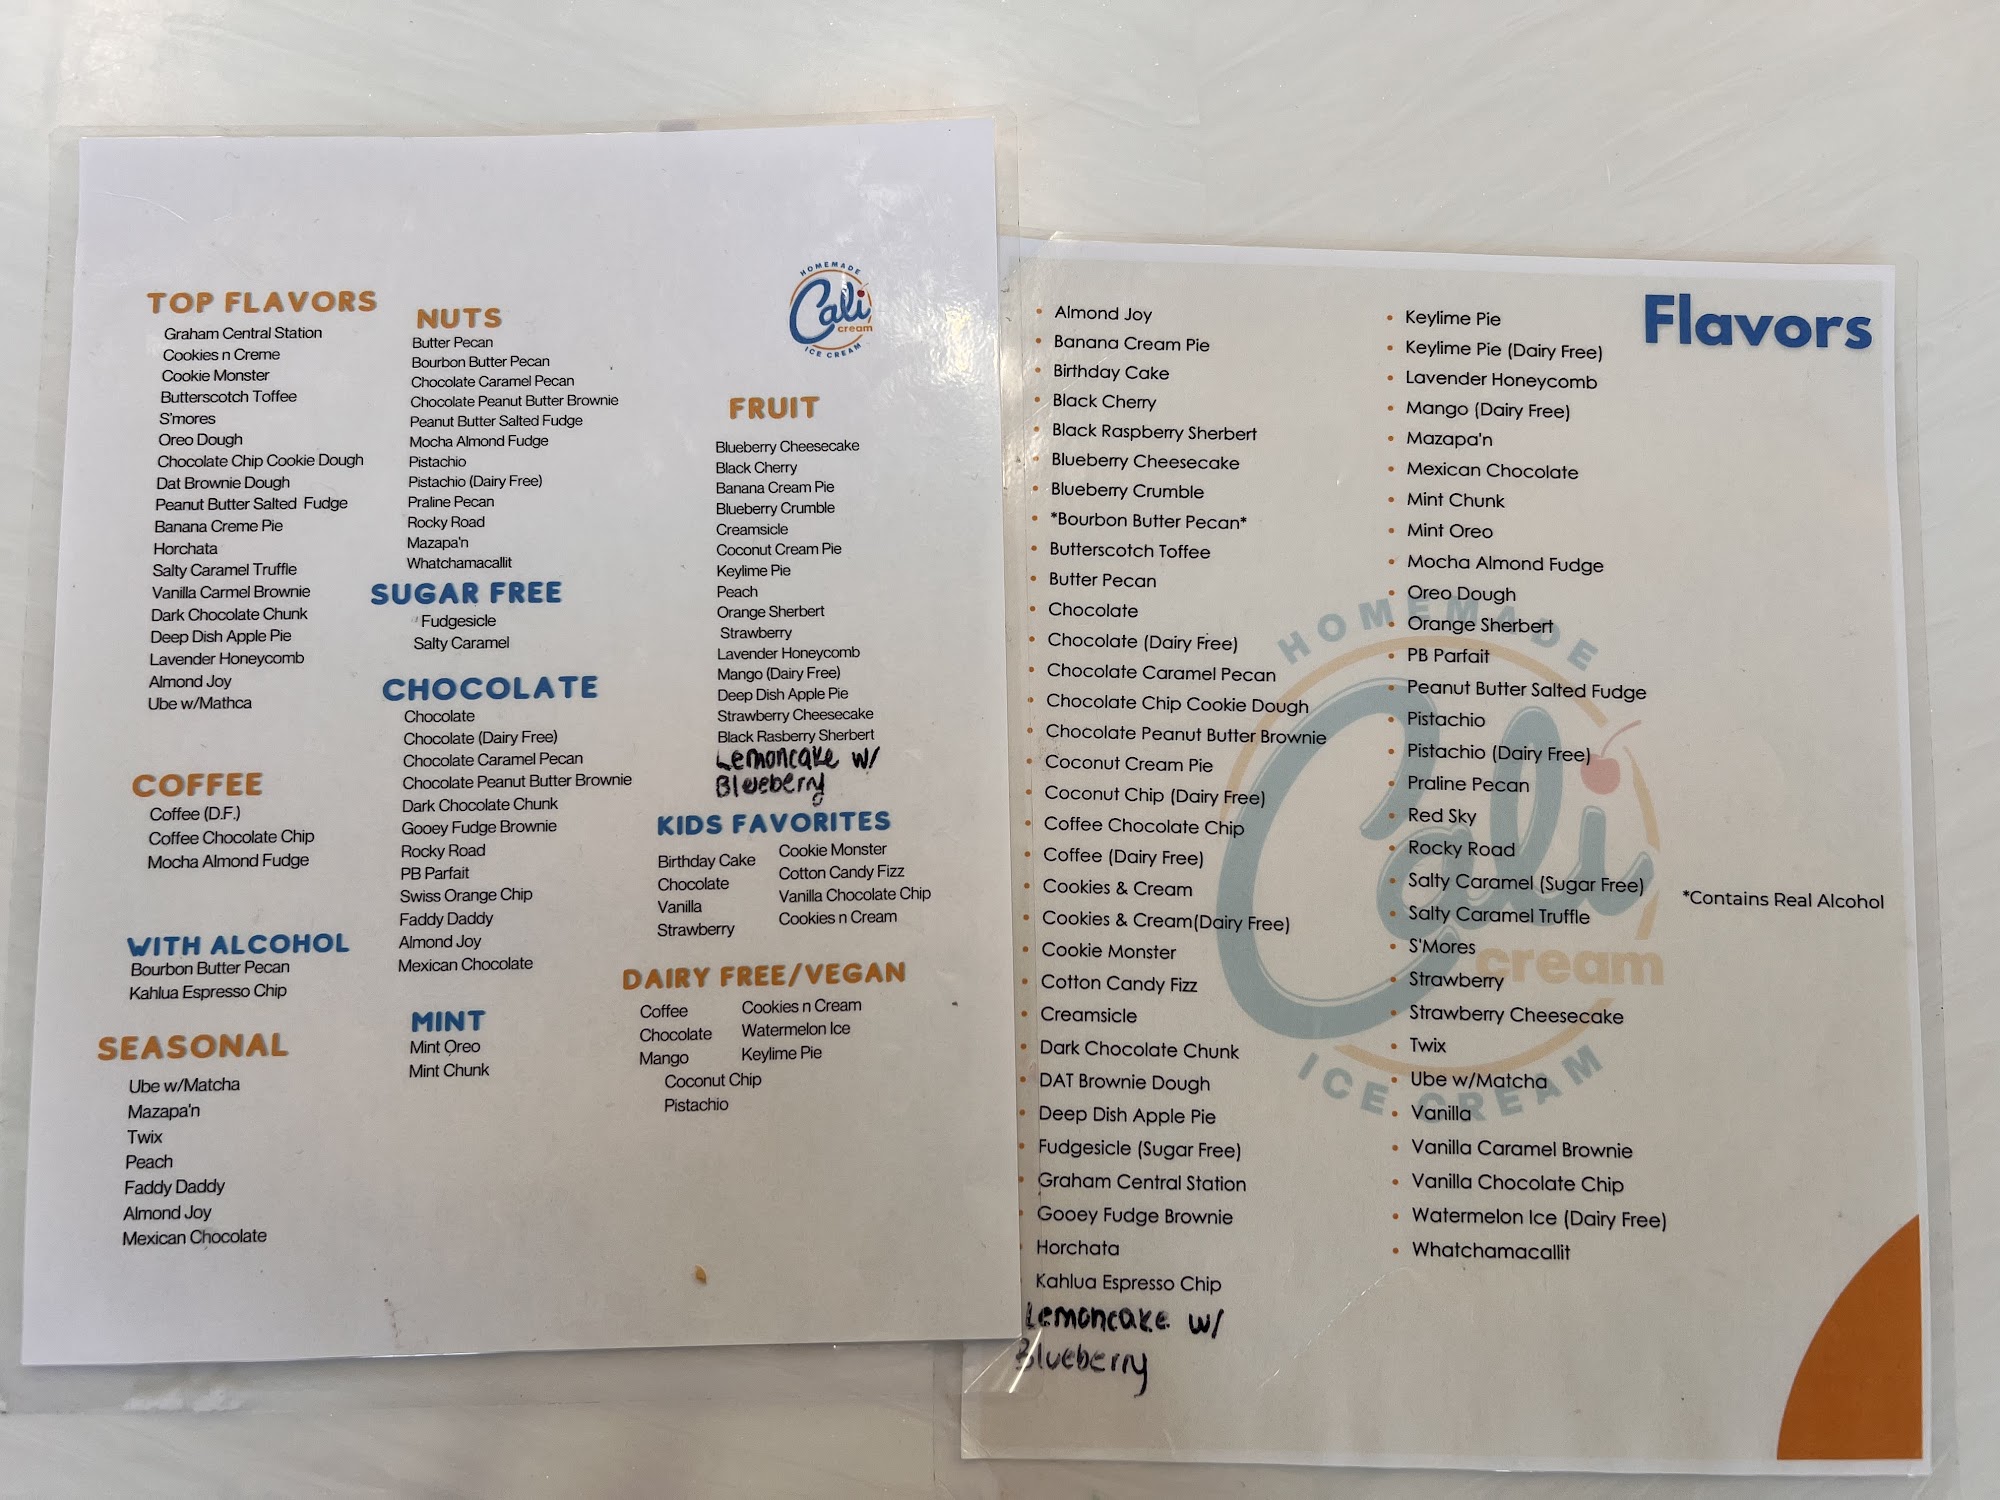 TOP FLAVORS
Graham Central Station
Cookies n Creme
Cookie Monster
Butterscotch Toffee
S'mores
Oreo Dough
Chocolate Chip Cookie Dough
Dat Brownie Dough
Peanut Butter Salted Fudge
Banana Creme Pie
Horchata
Salty Caramel Truffle
Vanilla Carmel Brownie
Dark Chocolate Chunk
Deep Dish Apple Pie
Lavender Honeycomb
Almond Joy
Ube w/Mathca
COFFEE
Coffee (D.F.)
Coffee Chocolate Chip
Mocha Almond Fudge
WITH ALCOHOL
Bourbon Butter Pecan
Kahlua Espresso Chip
SEASONAL
Ube w/Matcha
Mazapa'n
Twix
Peach
Faddy Daddy
Almond Joy
Mexican Chocolate
NUTS
Butter Pecan
Bourbon Butter Pecan
Chocolate Caramel Pecan
Chocolate Peanut Butter Brownie
Peanut Butter Salted Fudge
Mocha Almond Fudge
Pistachio
Pistachio (Dairy Free)
Praline Pecan
Rocky Road
Mazapa'n
Whatchamacallit
SUGAR FREE
Fudgesicle
Salty Caramel
CHOCOLATE
Chocolate
Chocolate (Dairy Free)
Chocolate Caramel Pecan
Chocolate Peanut Butter Brownie
Dark Chocolate Chunk
Gooey Fudge Brownie
Rocky Road
PB Parfait
Swiss Orange Chip
Faddy Daddy
Almond Joy
Mexican Chocolate
MINT
Mint Oreo
Mint Chunk
HOMEMADE
Cali
cream
ICE CREAM
FRUIT
Blueberry Cheesecake
Black Cherry
Banana Cream Pie
Blueberry Crumble
Creamsicle
Coconut Cream Pie
Keylime Pie
Peach
Orange Sherbert
Strawberry
Lavender Honeycomb
Mango (Dairy Free)
Deep Dish Apple Pie
Strawberry Cheesecake
Black Rasberry Sherbert
Lemoncake w/
Blueberry
KIDS FAVORITES
Birthday Cake
Chocolate
Vanilla
Strawberry
Cookie Monster
Cotton Candy Fizz
Vanilla Chocolate Chip
Cookies n Cream
DAIRY FREE/VEGAN
Coffee
Chocolate
Mango
Cookies n Cream
Watermelon Ice
Keylime Pie
Coconut Chip
Pistachio
Flavors
• Almond Joy
• Banana Cream Pie
• Birthday Cake
• Black Cherry
• Black Raspberry Sherbert
• Blueberry Cheesecake
• Blueberry Crumble
• *Bourbon Butter Pecan*
• Butterscotch Toffee
• Butter Pecan
• Chocolate
• Chocolate (Dairy Free)
• Chocolate Caramel Pecan
• Chocolate Chip Cookie Dough
• Chocolate Peanut Butter Brownie
• Coconut Cream Pie
• Coconut Chip (Dairy Free)
• Coffee Chocolate Chip
• Coffee (Dairy Free)
• Cookies & Cream
• Cookies & Cream(Dairy Free)
• Cookie Monster
• Cotton Candy Fizz
• Creamsicle
• Dark Chocolate Chunk
• DAT Brownie Dough
• Deep Dish Apple Pie
• Fudgesicle (Sugar Free)
• Graham Central Station
• Gooey Fudge Brownie
• Horchata
• Kahlua Espresso Chip
Lemoncake w/
Blueberry
• Keylime Pie
• Keylime Pie (Dairy Free)
• Lavender Honeycomb
• Mango (Dairy Free)
• Mazapa'n
• Mexican Chocolate
• Mint Chunk
• Mint Oreo
• Mocha Almond Fudge
• Oreo Dough
• Orange Sherbert
• PB Parfait
• Peanut Butter Salted Fudge
• Pistachio
• Pistachio (Dairy Free)
• Praline Pecan
• Red Sky
• Rocky Road
• Salty Caramel (Sugar Free)
• Salty Caramel Truffle
• S'Mores
• Strawberry
• Strawberry Cheesecake
• Twix
• Ube w/Matcha
• Vanilla
• Vanilla Caramel Brownie
• Vanilla Chocolate Chip
• Watermelon Ice (Dairy Free)
• Whatchamacallit
*Contains Real Alcohol
HOMEMADE
Cali
cream
ICE CREAM